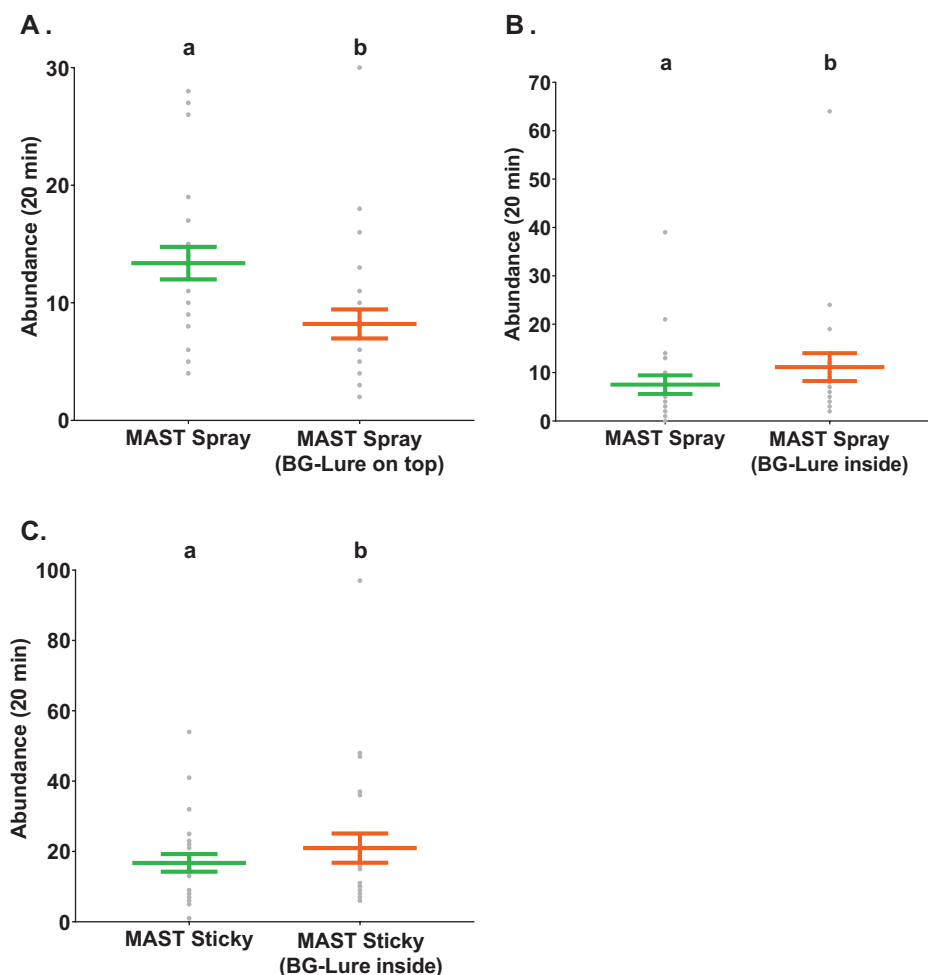 A.
a b
Abundance (20 min)
30
20
10
0
MAST Spray
MAST Spray
(BG-Lure on top)
B.
a b
Abundance (20 min)
70
60
50
40
30
20
10
0
MAST Spray
MAST Spray
(BG-Lure inside)
C.
a b
Abundance (20 min)
100
80
60
40
20
0
MAST Sticky
MAST Sticky
(BG-Lure inside)